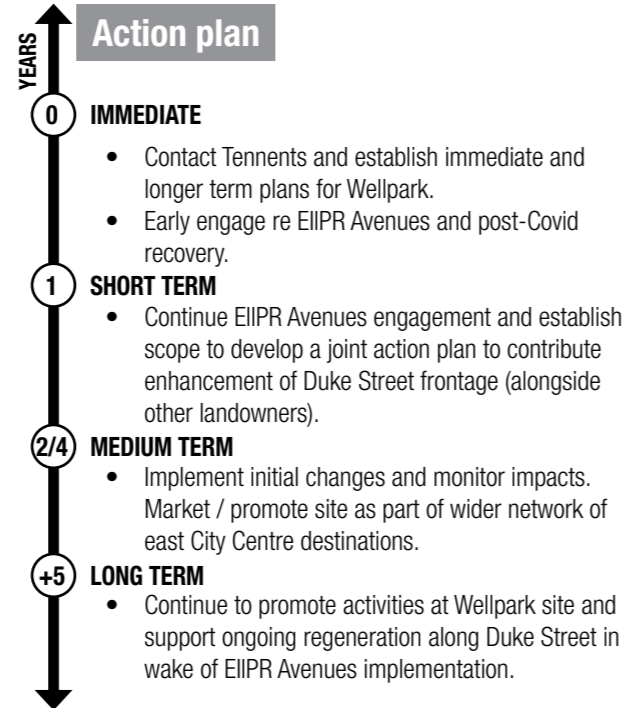 Action plan
YEARS
0
IMMEDIATE
• Contact Tennents and establish immediate and
longer term plans for Wellpark.
• Early engage re EIIPR Avenues and post-Covid
recovery.
1
SHORT TERM
• Continue EIIPR Avenues engagement and establish
scope to develop a joint action plan to contribute
enhancement of Duke Street frontage (alongside
other landowners).
2/4
MEDIUM TERM
• Implement initial changes and monitor impacts.
Market / promote site as part of wider network of
east City Centre destinations.
+5
LONG TERM
• Continue to promote activities at Wellpark site and
support ongoing regeneration along Duke Street in
wake of EIIPR Avenues implementation.